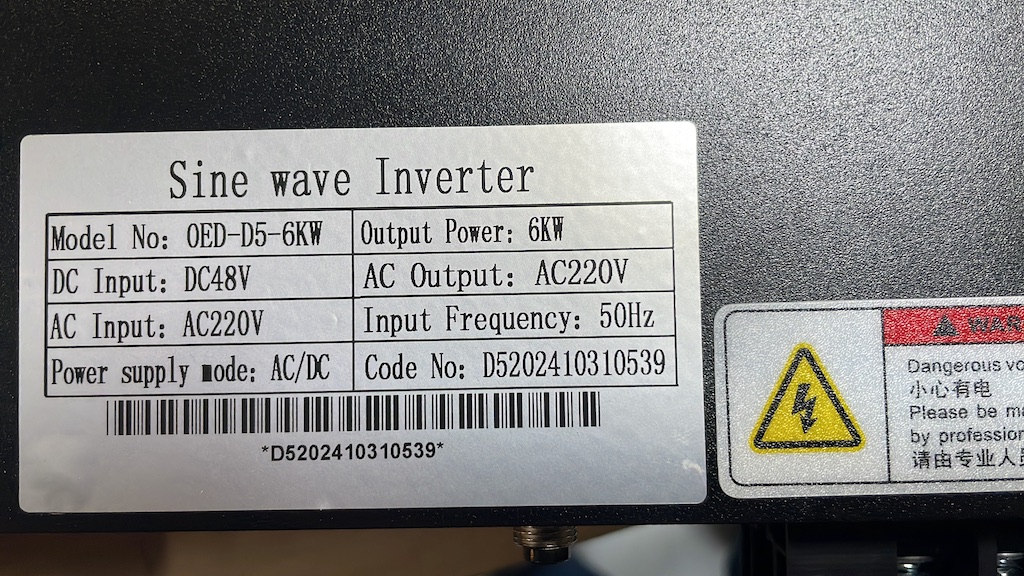 Sine wave Inverter
Model No: OED-D5-6KW
Output Power: 6KW
DC Input: DC48V
AC Output: AC220V
AC Input: AC220V
Input Frequency: 50Hz
Power supply mode: AC/DC
Code No: D5202410310539
*D5202410310539*
Dangerous
小心有电
Please be
by
请由专业人员